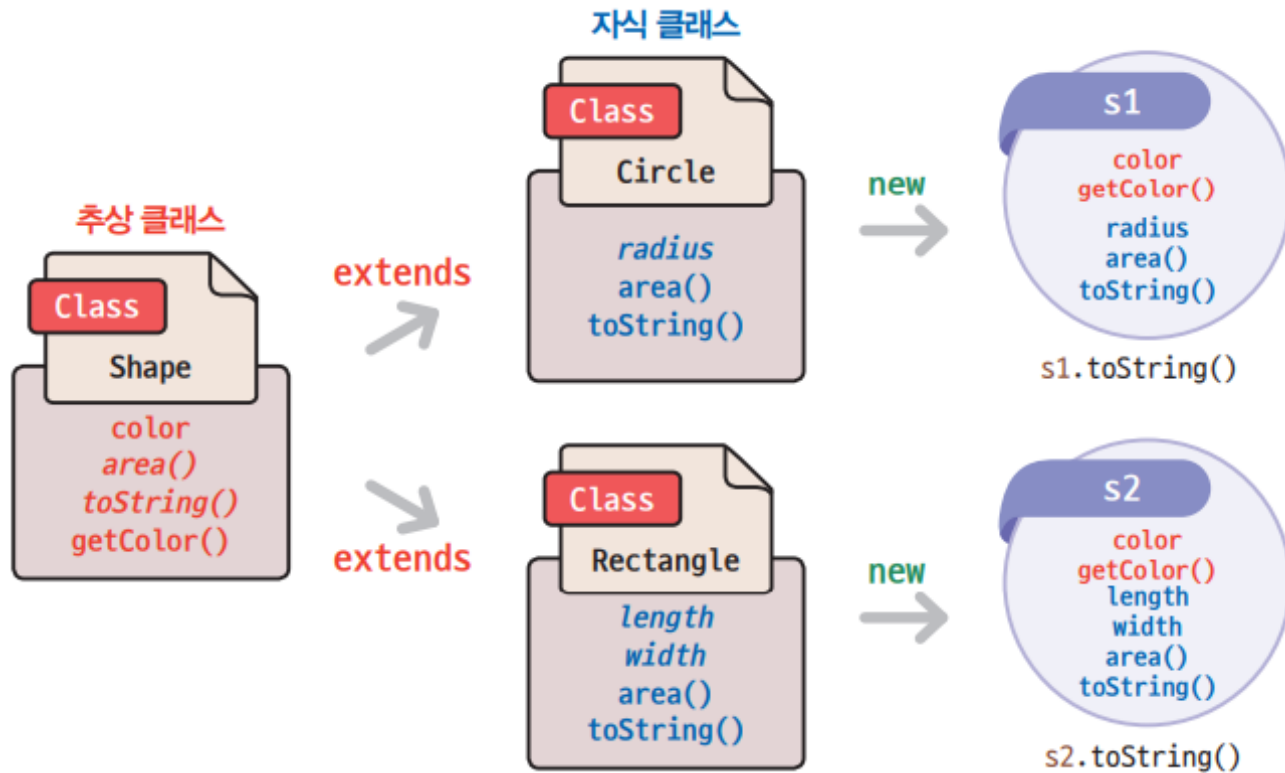 추상 클래스
Class
Shape
color
area()
toString()
getColor()
extends
extends
자식 클래스
Class
Circle
radius
area()
toString()
new
s1
color
getColor()
radius
area()
toString()
s1.toString()
Class
Rectangle
length
width
area()
toString()
new
s2
color
getColor()
length
width
area()
toString()
s2.toString()